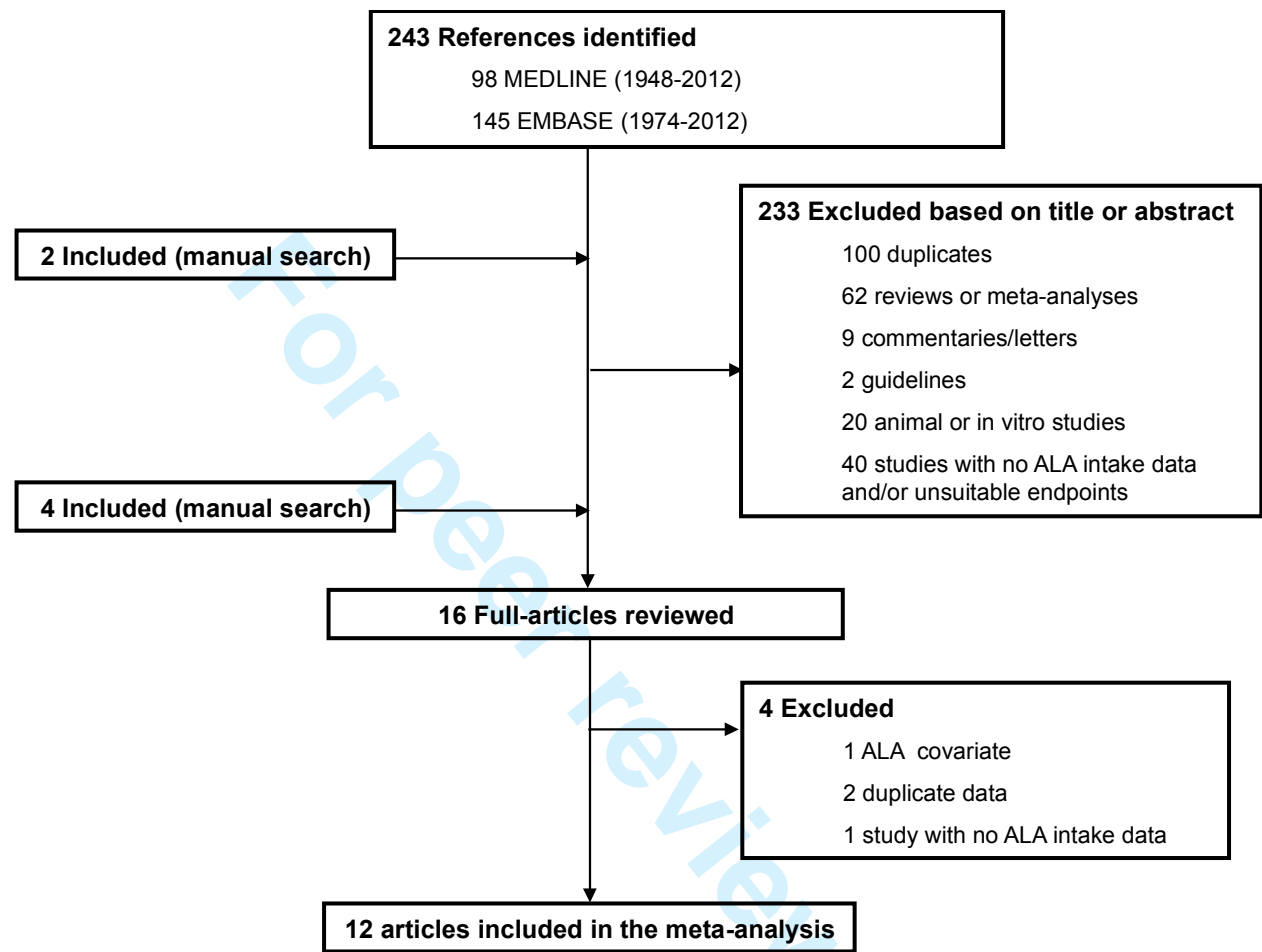 243 References identified
98 MEDLINE (1948-2012)
145 EMBASE (1974-2012)
2 Included (manual search)
233 Excluded based on title or abstract
100 duplicates
62 reviews or meta-analyses
9 commentaries/letters
2 guidelines
20 animal or in vitro studies
40 studies with no ALA intake data
and/or unsuitable endpoints
4 Included (manual search)
16 Full-articles reviewed
4 Excluded
1 ALA covariate
2 duplicate data
1 study with no ALA intake data
12 articles included in the meta-analysis
For peer review